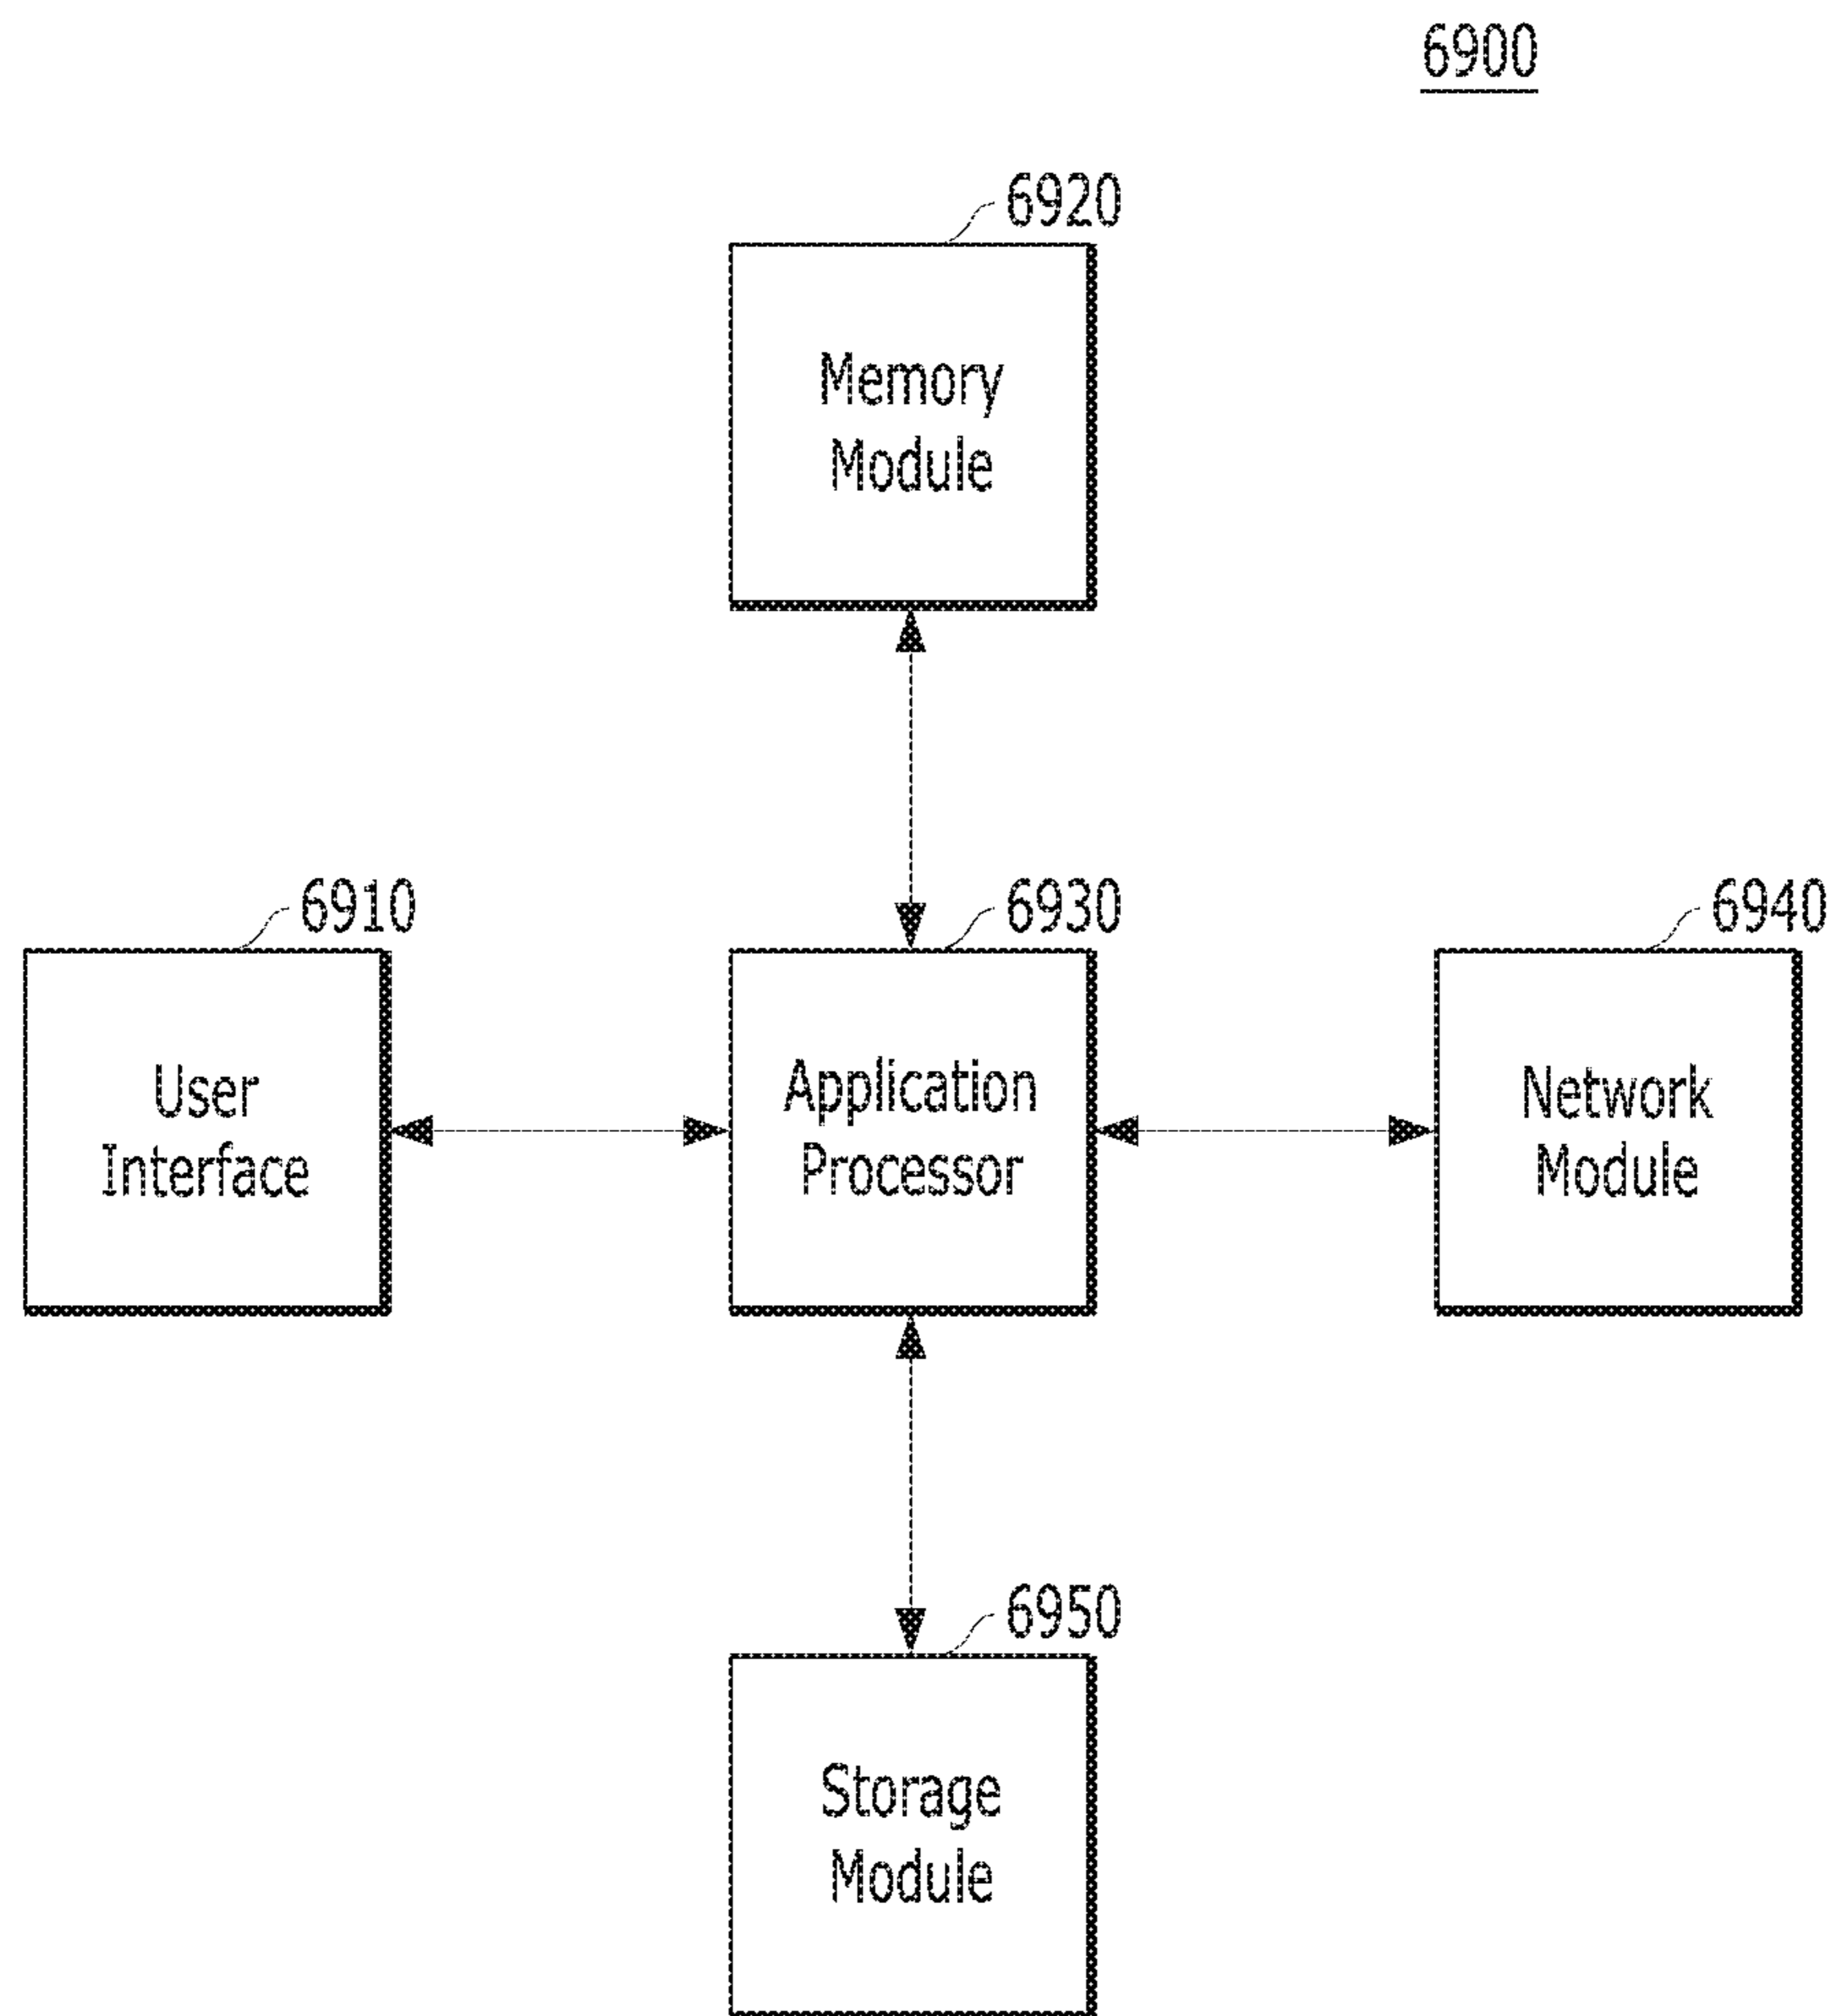 6900
6920
Memory
Module
6910
6930
6940
User
Interface
Application
Processor
Network
Module
6950
Storage
Module